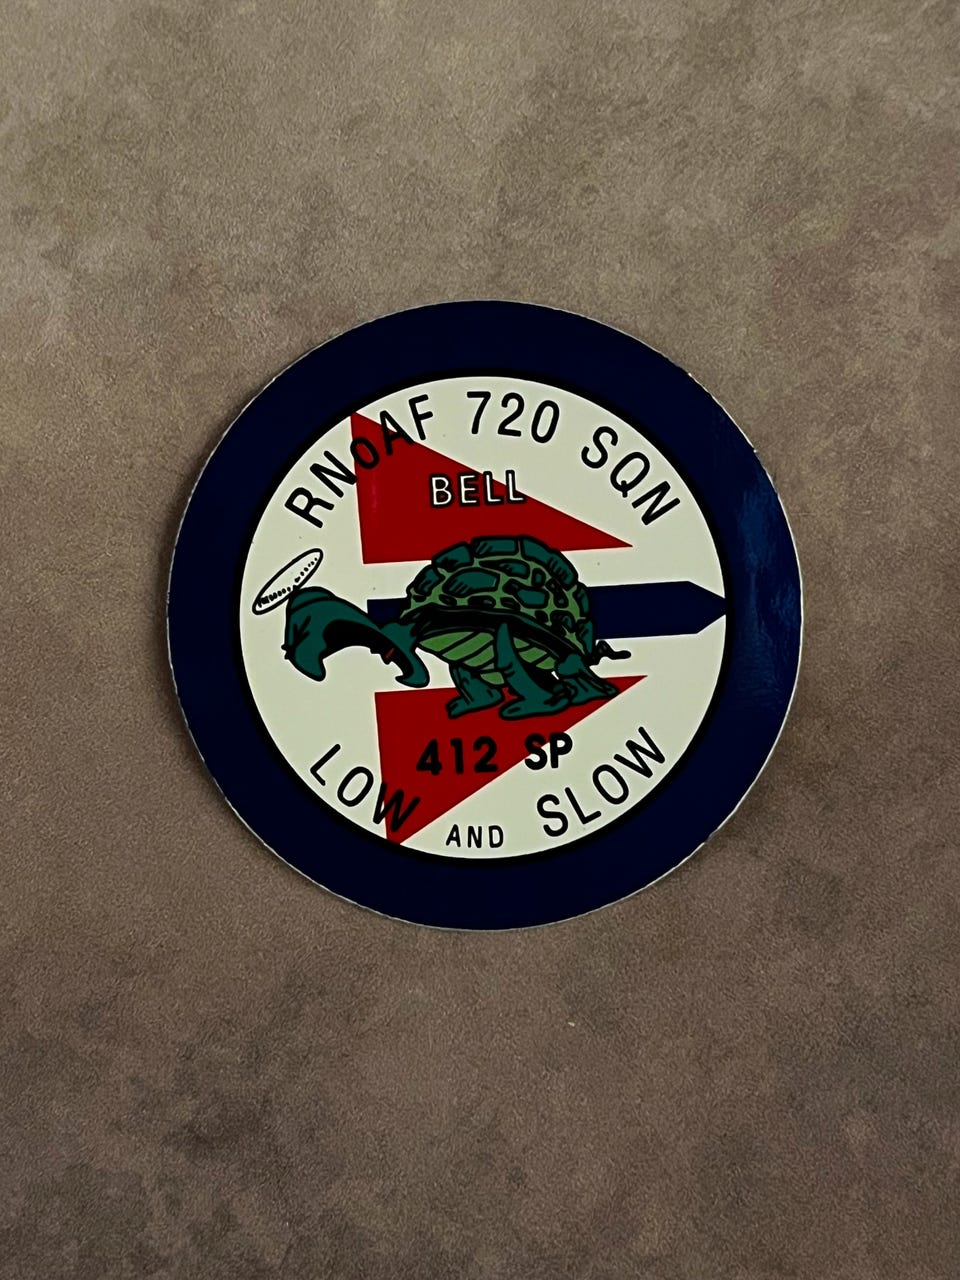 RNoAF 720 SQN
BELL
412 SP
LOW AND SLOW